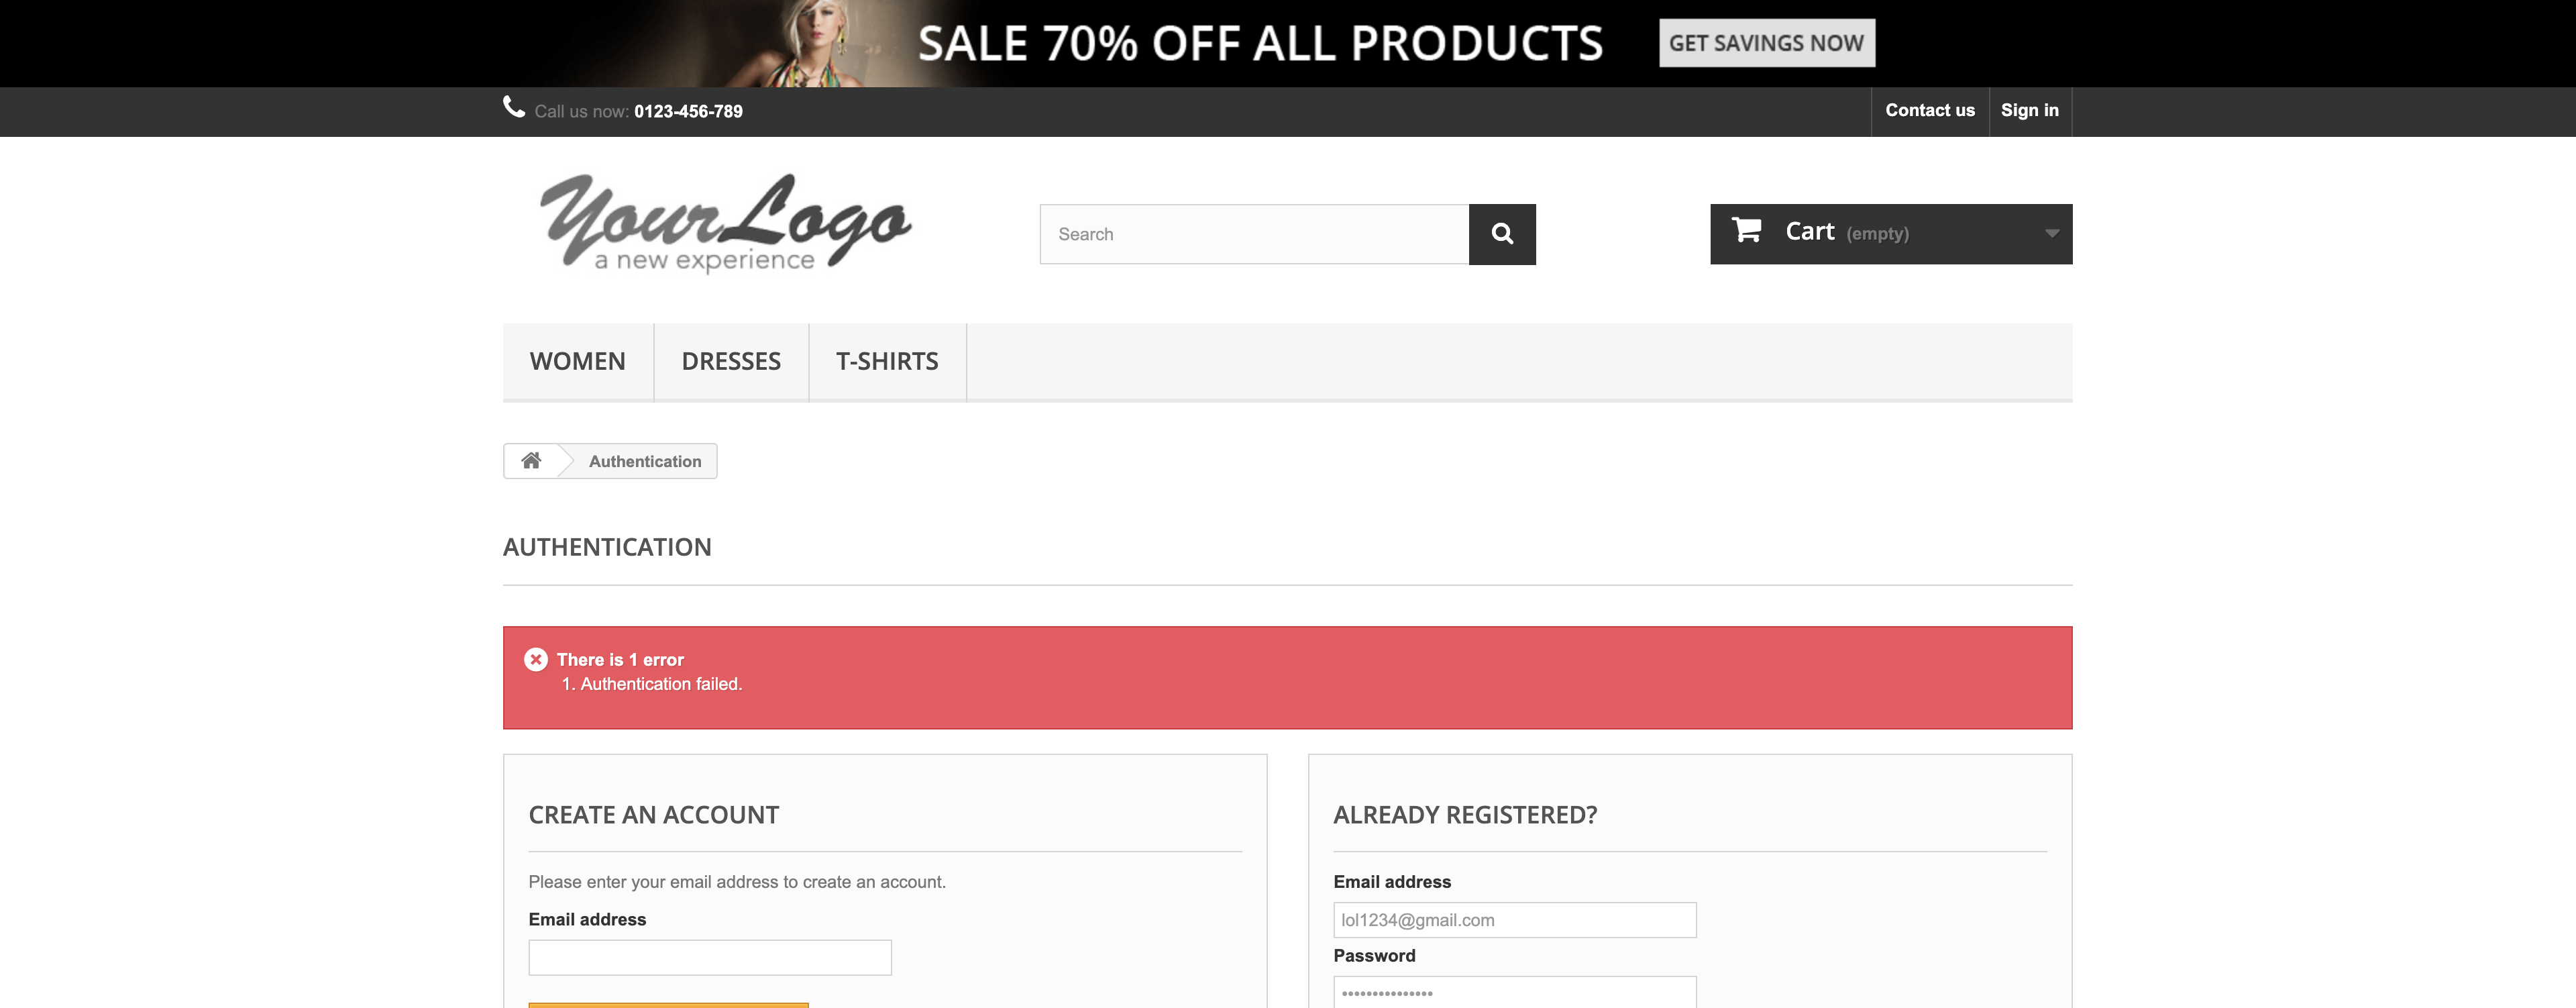 SALE 70% OFF ALL PRODUCTS GET SAVINGS NOW
Call us now: 0123-456-789 Contact us Sign in
Your Logo
a new experience
Search
Cart (empty)
WOMEN DRESSES T-SHIRTS
Authentication
AUTHENTICATION
There is 1 error
1. Authentication failed.
CREATE AN ACCOUNT
Please enter your email address to create an account.
Email address
ALREADY REGISTERED?
Email address
lol1234@gmail.com
Password
•••••••••••••••